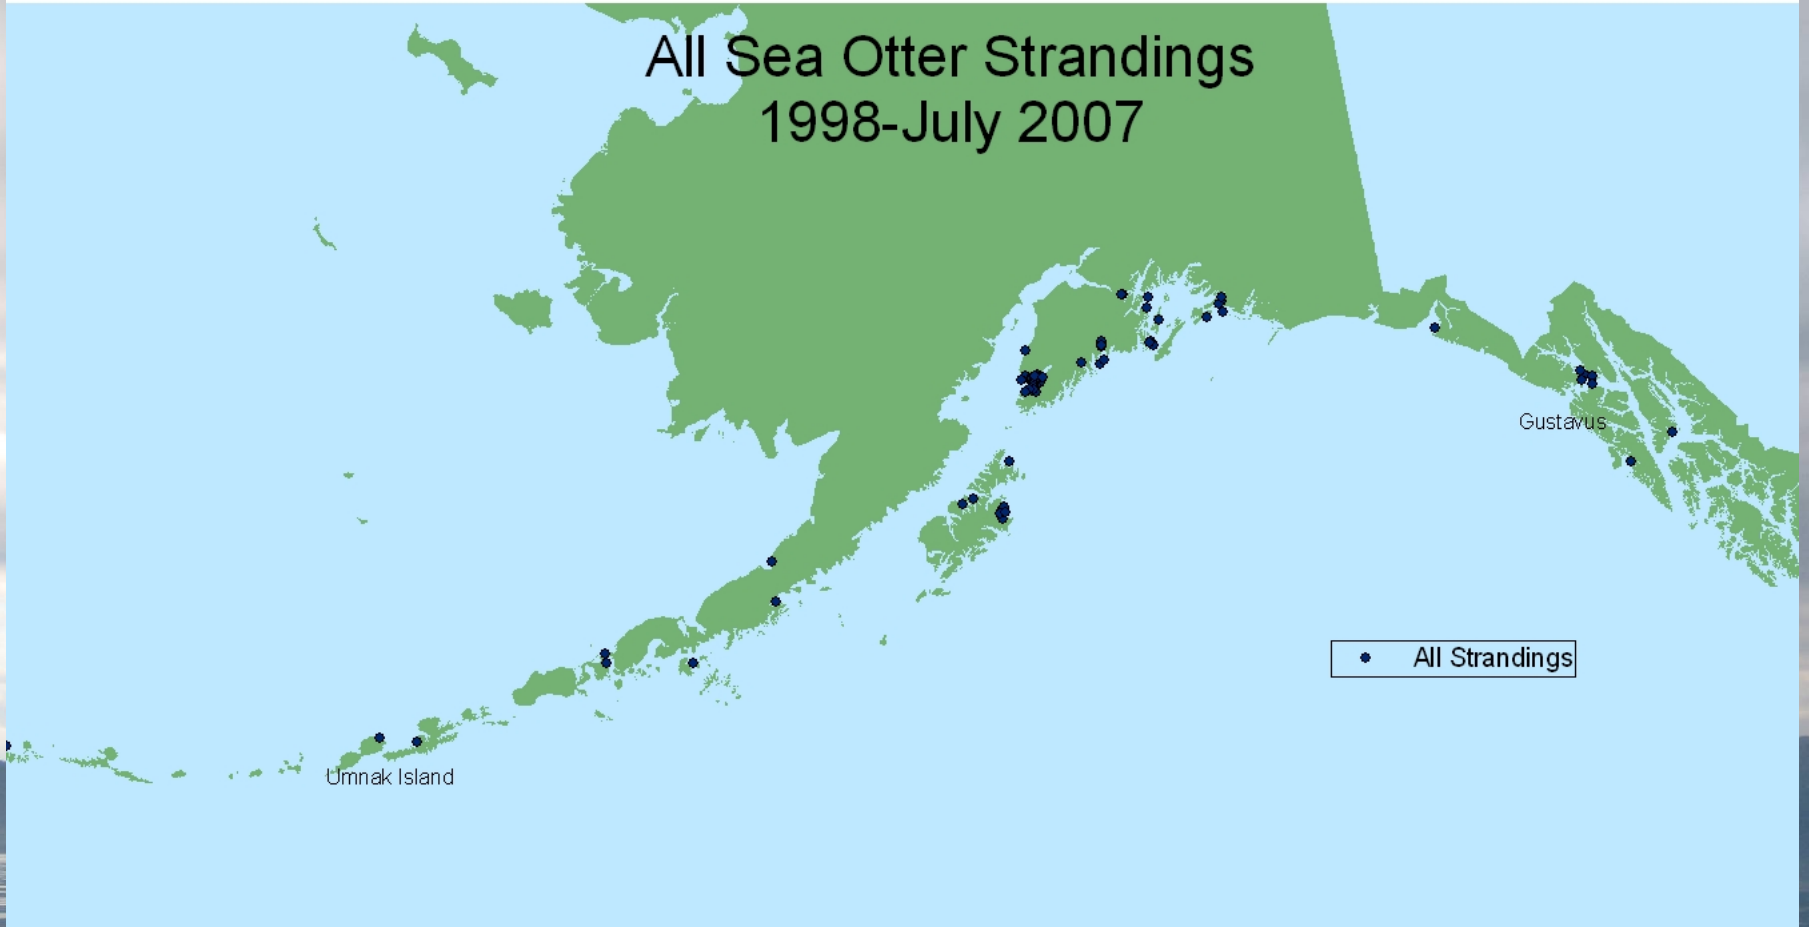 All Sea Otter Strandings
1998-July 2007
Gustavus
All Strandings
Umnak Island